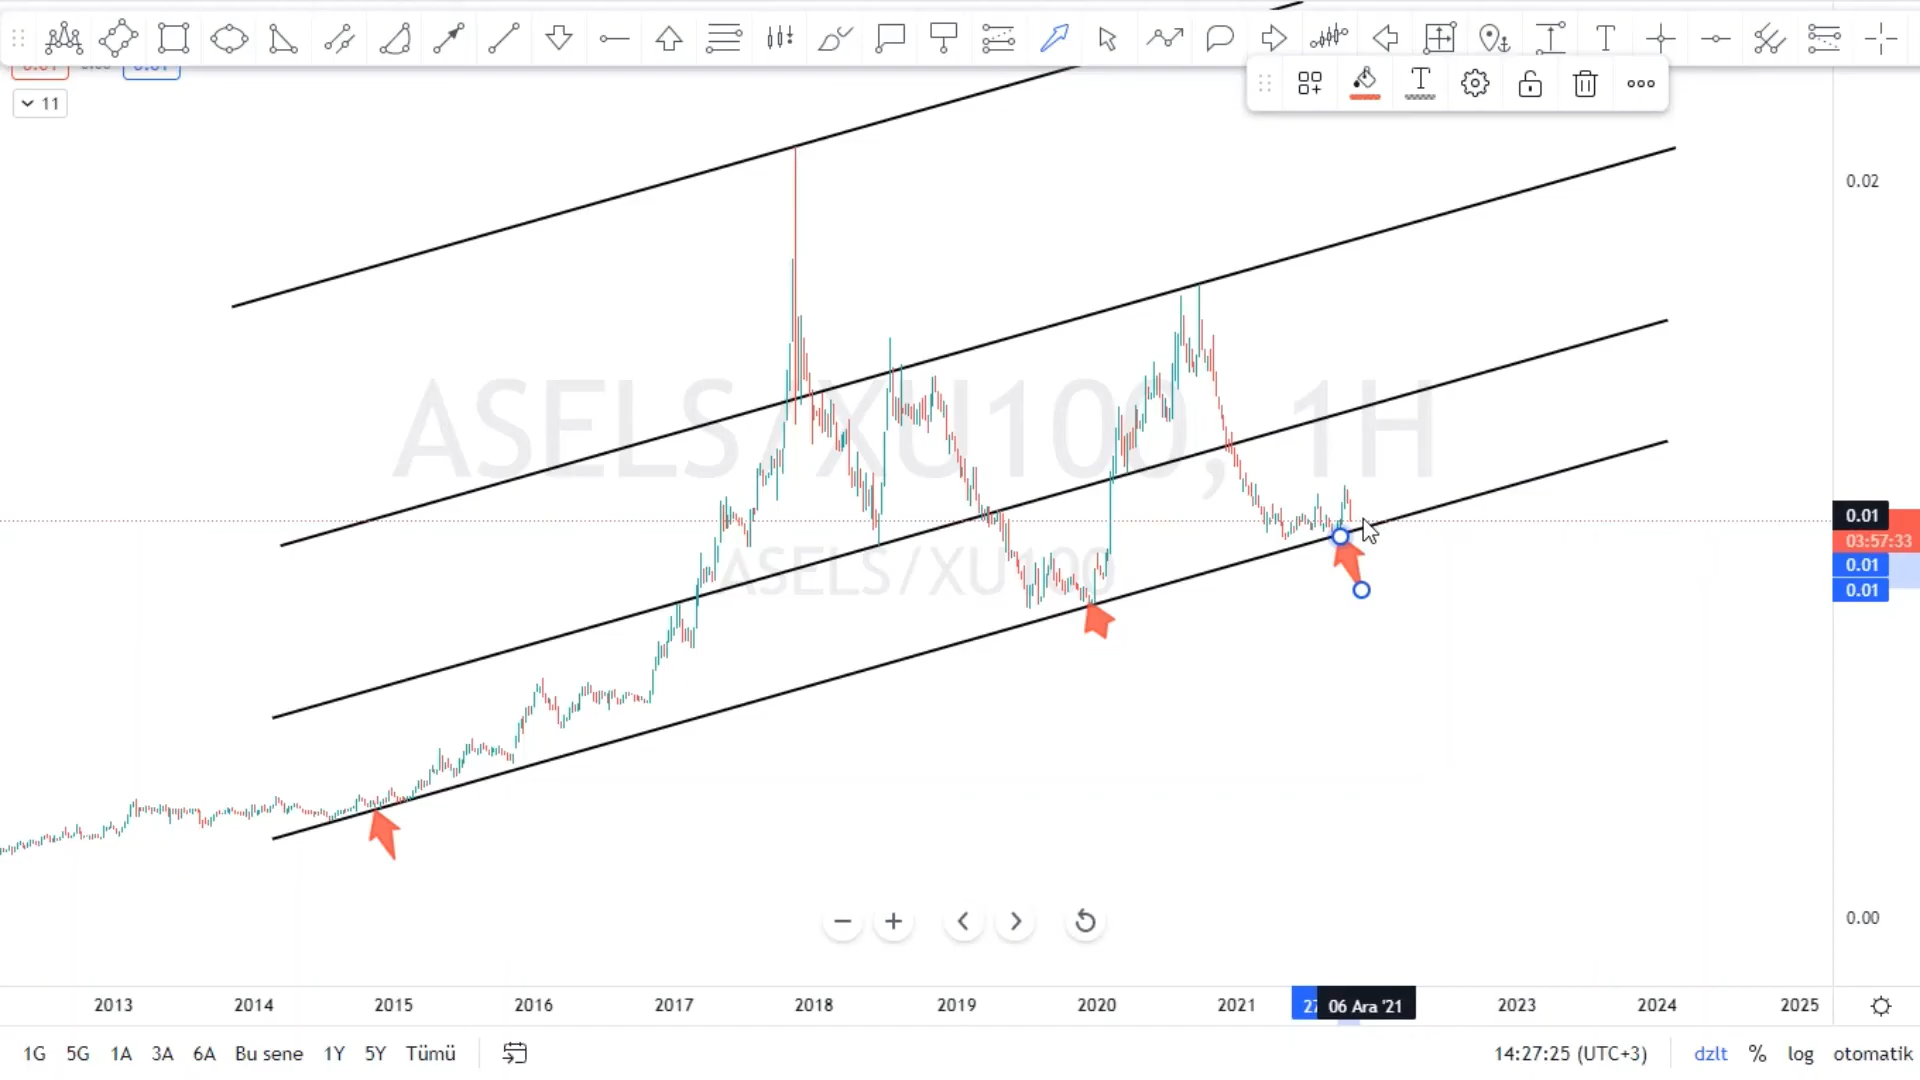 11
ASELS/XU100, 1H
ASELS/XU100
0.02
0.01
03:57:33
0.01
0.01
0.00
2013 2014 2015 2016 2017 2018 2019 2020 2021 27 06 Ara '21 2023 2024 2025
1G 5G 1A 3A 6A Bu sene 1Y 5Y Tümü 14:27:25 (UTC+3) dzlt % log otomatik